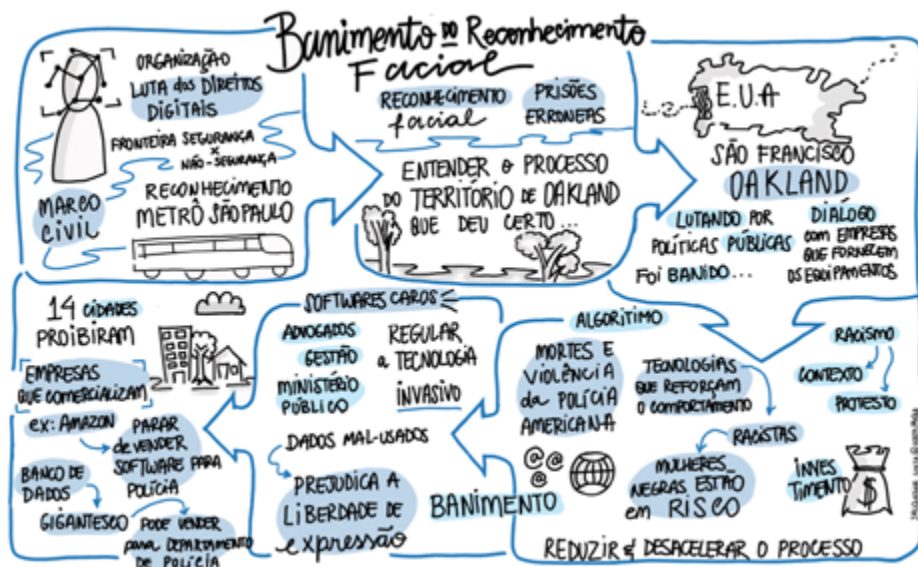 Banimento do Reconhecimento
Facial
ORGANIZAÇÃO
LUTA dos DIREITOS
DIGITAIS
FRONTEIRA SEGURANÇA
x
NÃO-SEGURANÇA
MARCO
CIVIL
RECONHECIMENTO
METRÔ SÃO PAULO
RECONHECIMENTO
facial
PRISÕES
ERRONEAS
ENTENDER o PROCESSO
DO TERRITÓRIO DE OAKLAND
QUE DEU CERTO...
E.U.A
SÃO FRANCISCO
OAKLAND
LUTANDO POR
POLÍTICAS PÚBLICAS
FOI BANIDO...
DIALOGO
com EMPRESAS
QUE FORNECEM
OS EQUIPAMENTOS
ALGORITIMO
MORTES E
VIOLÊNCIA
da POLÍCIA
AMERICANA
TECNOLOGIAS
QUE REFORÇAM
O COMPORTAMENTO
RACISTAS
MULHERES
NEGRAS ESTÃO
em RISCO
RACISMO
CONTEXTO
PROTESTO
INVES
TIMENTO
$
REDUZIR & DESACELERAR O PROCESSO
SOFTWARES CAROS
ADVOGADOS
GESTÃO
MINISTÉRIO
PÚBLICO
REGULAR
a TECNOLOGIA
INVASIVO
DADOS MAL-USADOS
PREJUDICA A
LIBERDADE DE
expressão
BANIMENTO
@
@ @
14 CIDADES
PROIBIRAM
EMPRESAS
QUE COMERCIALIZAM
ex: AMAZON
PARAR
de VENDER
SOFTWARE PARA
POLÍCIA
BANCO DE
DADOS
GIGANTESCO
PODE VENDER
para DEPARTAMENTO
DE POLÍCIA